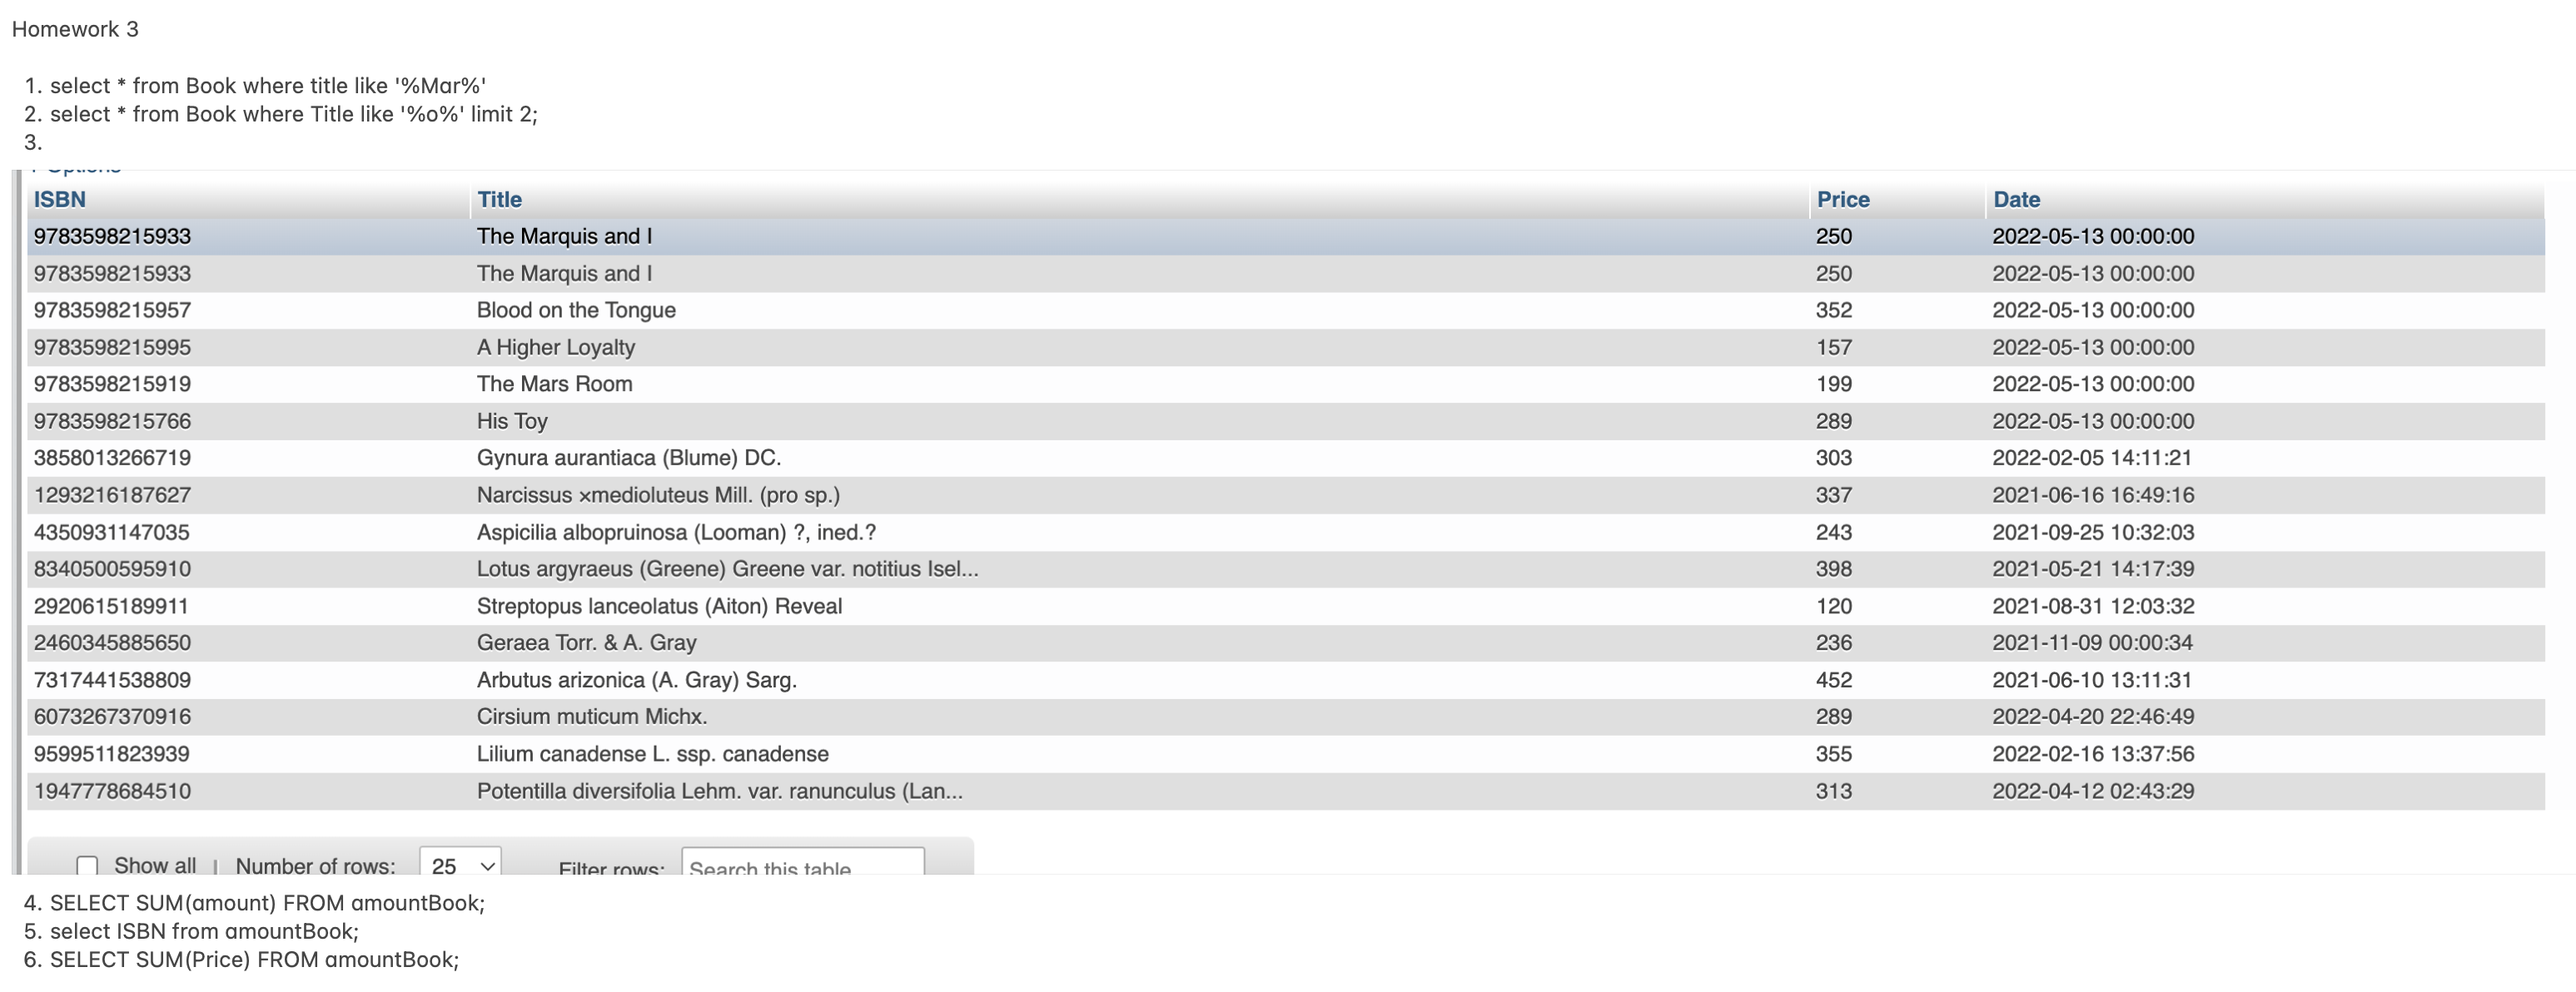 Homework 3
1. select * from Book where title like '%Mar%'
2. select * from Book where Title like '%o%' limit 2;
3.
Options
ISBN Title Price Date
9783598215933 The Marquis and I 250 2022-05-13 00:00:00
9783598215933 The Marquis and I 250 2022-05-13 00:00:00
9783598215957 Blood on the Tongue 352 2022-05-13 00:00:00
9783598215995 A Higher Loyalty 157 2022-05-13 00:00:00
9783598215919 The Mars Room 199 2022-05-13 00:00:00
9783598215766 His Toy 289 2022-05-13 00:00:00
3858013266719 Gynura aurantiaca (Blume) DC. 303 2022-02-05 14:11:21
1293216187627 Narcissus ×medioluteus Mill. (pro sp.) 337 2021-06-16 16:49:16
4350931147035 Aspicilia albopruinosa (Looman) ?, ined.? 243 2021-09-25 10:32:03
8340500595910 Lotus argyraeus (Greene) Greene var. notitius Isel... 398 2021-05-21 14:17:39
2920615189911 Streptopus lanceolatus (Aiton) Reveal 120 2021-08-31 12:03:32
2460345885650 Geraea Torr. & A. Gray 236 2021-11-09 00:00:34
7317441538809 Arbutus arizonica (A. Gray) Sarg. 452 2021-06-10 13:11:31
6073267370916 Cirsium muticum Michx. 289 2022-04-20 22:46:49
9599511823939 Lilium canadense L. ssp. canadense 355 2022-02-16 13:37:56
1947778684510 Potentilla diversifolia Lehm. var. ranunculus (Lan... 313 2022-04-12 02:43:29
Show all | Number of rows: 25 Filter rows: Search this table
4. SELECT SUM(amount) FROM amountBook;
5. select ISBN from amountBook;
6. SELECT SUM(Price) FROM amountBook;